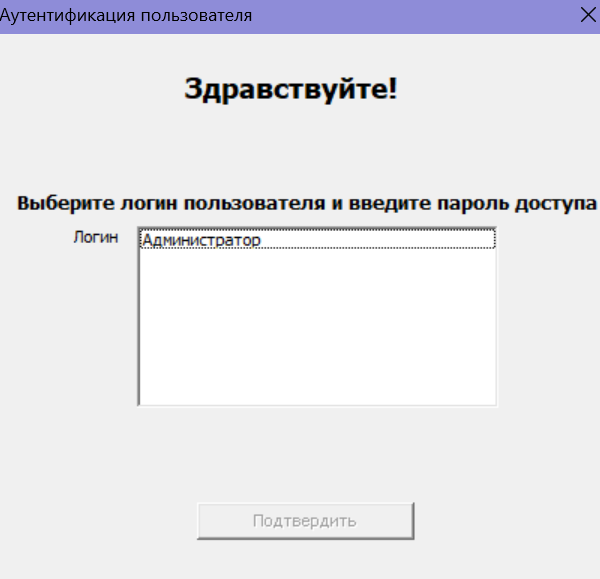 Аутентификация пользователя
Здравствуйте!
Выберите логин пользователя и введите пароль доступа
Логин
Администратор
Подтвердить